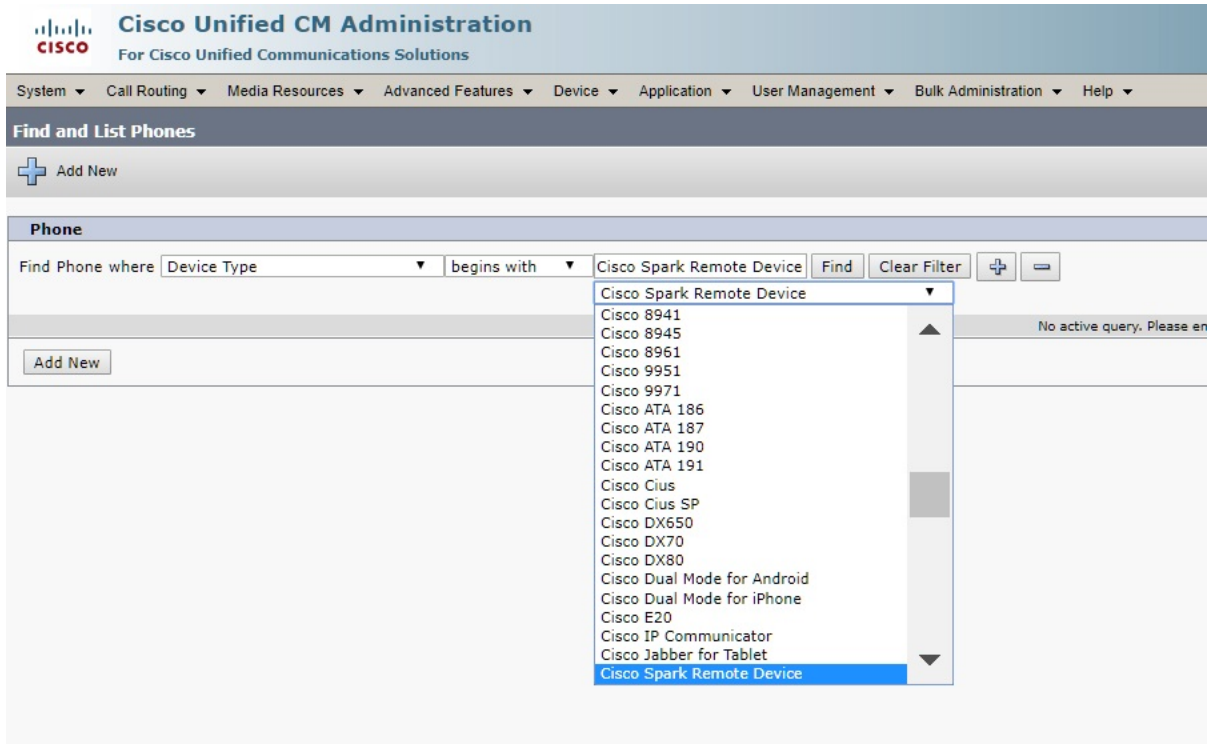 CISCO
Cisco Unified CM Administration
For Cisco Unified Communications Solutions
System Call Routing Media Resources Advanced Features Device Application User Management Bulk Administration Help
Find and List Phones
Add New
Phone
Find Phone where Device Type begins with Cisco Spark Remote Device Find Clear Filter
Cisco Spark Remote Device
No active query. Please en
Add New
Cisco 8941
Cisco 8945
Cisco 8961
Cisco 9951
Cisco 9971
Cisco ATA 186
Cisco ATA 187
Cisco ATA 190
Cisco ATA 191
Cisco Cius
Cisco Cius SP
Cisco DX650
Cisco DX70
Cisco DX80
Cisco Dual Mode for Android
Cisco Dual Mode for iPhone
Cisco E20
Cisco IP Communicator
Cisco Jabber for Tablet
Cisco Spark Remote Device